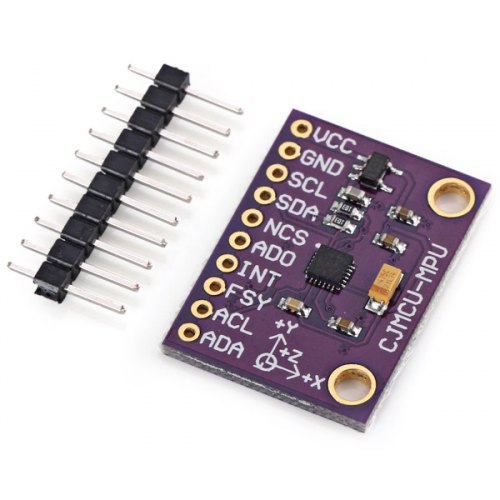 VCC
GND
SCL
SDA
NCS
ADO
INT
FSY
ACL
ADA
+Y
+Z
+X
CJMCU-MPU